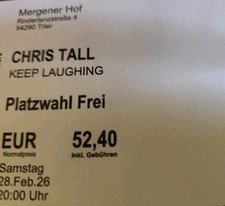 Mergener Hof
Rindertanzstraße 4
54290 Trier
CHRIS TALL
KEEP LAUGHING
Platzwahl Frei
EUR 52,40
Normalpreis inkl. Gebühren
Samstag
28.Feb.26
20:00 Uhr